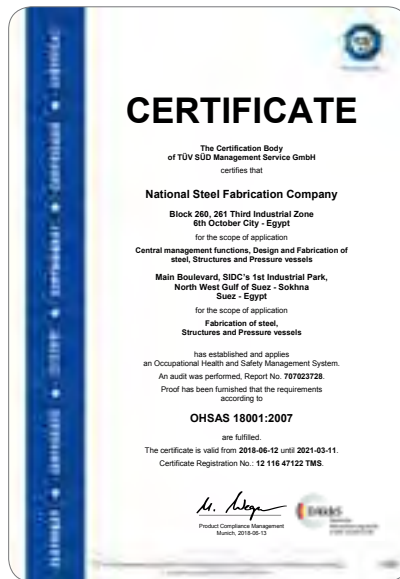 CERTIFICATE
The Certification Body
of TÜV SÜD Management Service GmbH
certifies that
National Steel Fabrication Company
Block 260, 261 Third Industrial Zone
6th October City - Egypt
for the scope of application
Central management functions, Design and Fabrication of
steel, Structures and Pressure vessels
Main Boulevard, SIDC's 1st Industrial Park,
North West Gulf of Suez - Sokhna
Suez - Egypt
for the scope of application
Fabrication of steel,
Structures and Pressure vessels
has established and applies
an Occupational Health and Safety Management System.
An audit was performed, Report No. 707023728.
Proof has been furnished that the requirements
according to
OHSAS 18001:2007
are fulfilled.
The certificate is valid from 2018-06-12 until 2021-03-11.
Certificate Registration No.: 12 116 47122 TMS.
Product Compliance Management
Munich, 2018-06-13
DAkkS